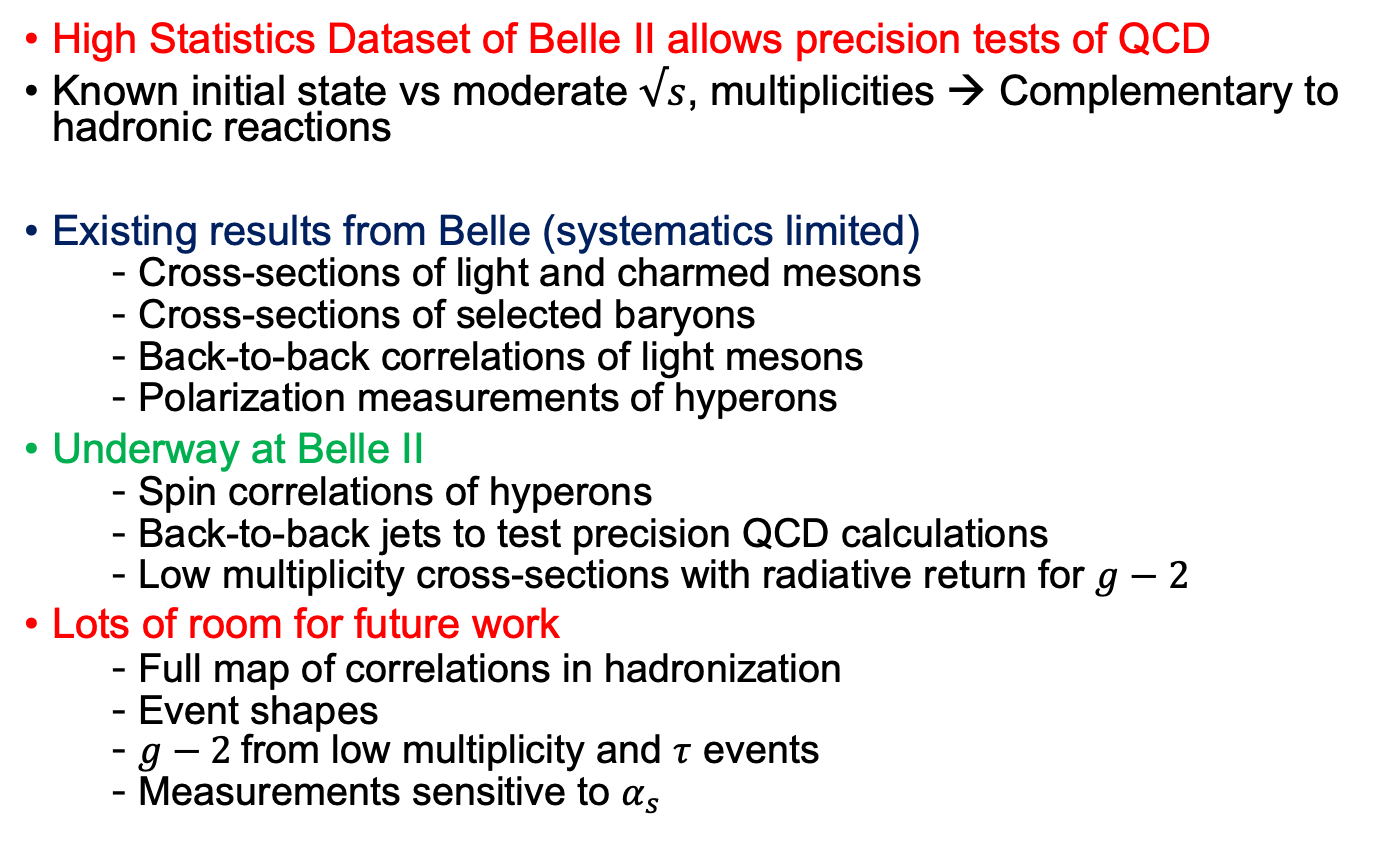 • High Statistics Dataset of Belle II allows precision tests of QCD
• Known initial state vs moderate √s, multiplicities → Complementary to
hadronic reactions
• Existing results from Belle (systematics limited)
- Cross-sections of light and charmed mesons
- Cross-sections of selected baryons
- Back-to-back correlations of light mesons
- Polarization measurements of hyperons
• Underway at Belle II
- Spin correlations of hyperons
- Back-to-back jets to test precision QCD calculations
- Low multiplicity cross-sections with radiative return for g − 2
• Lots of room for future work
- Full map of correlations in hadronization
- Event shapes
- g − 2 from low multiplicity and τ events
- Measurements sensitive to αₛ